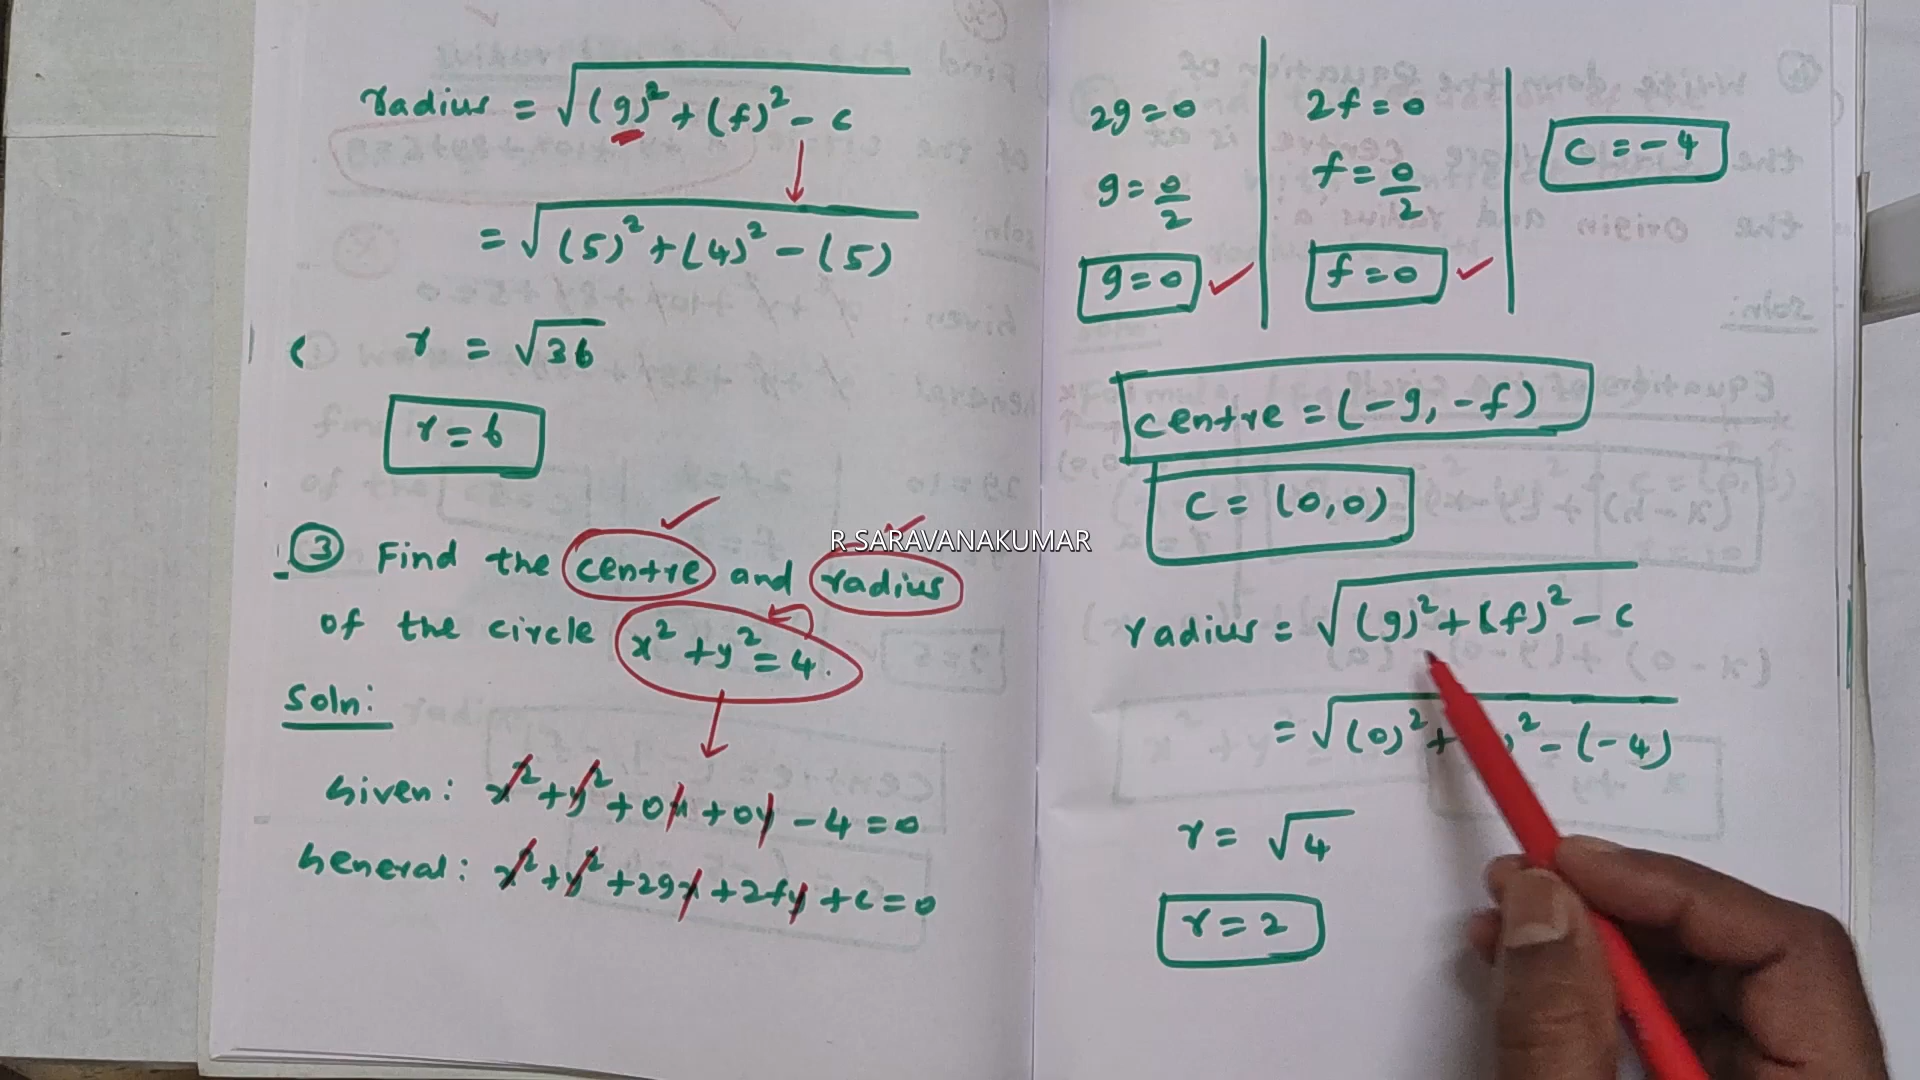 radius = √(g)² + (f)² - c
= √(5)² + (4)² - (5)
r = √36
r = 6
③ Find the centre and radius
of the circle x² + y² = 4.
Soln:
Given: x² + y² + 0x + 0y - 4 = 0
General: x² + y² + 2gx + 2fy + c = 0
R SARAVANAKUMAR
2g = 0
g = 0/2
g = 0 ✓
2f = 0
f = 0/2
f = 0 ✓
c = -4
centre = (-g, -f)
C = (0,0)
radius = √(g)² + (f)² - c
= √(0)² + )² - (-4)
r = √4
r = 2